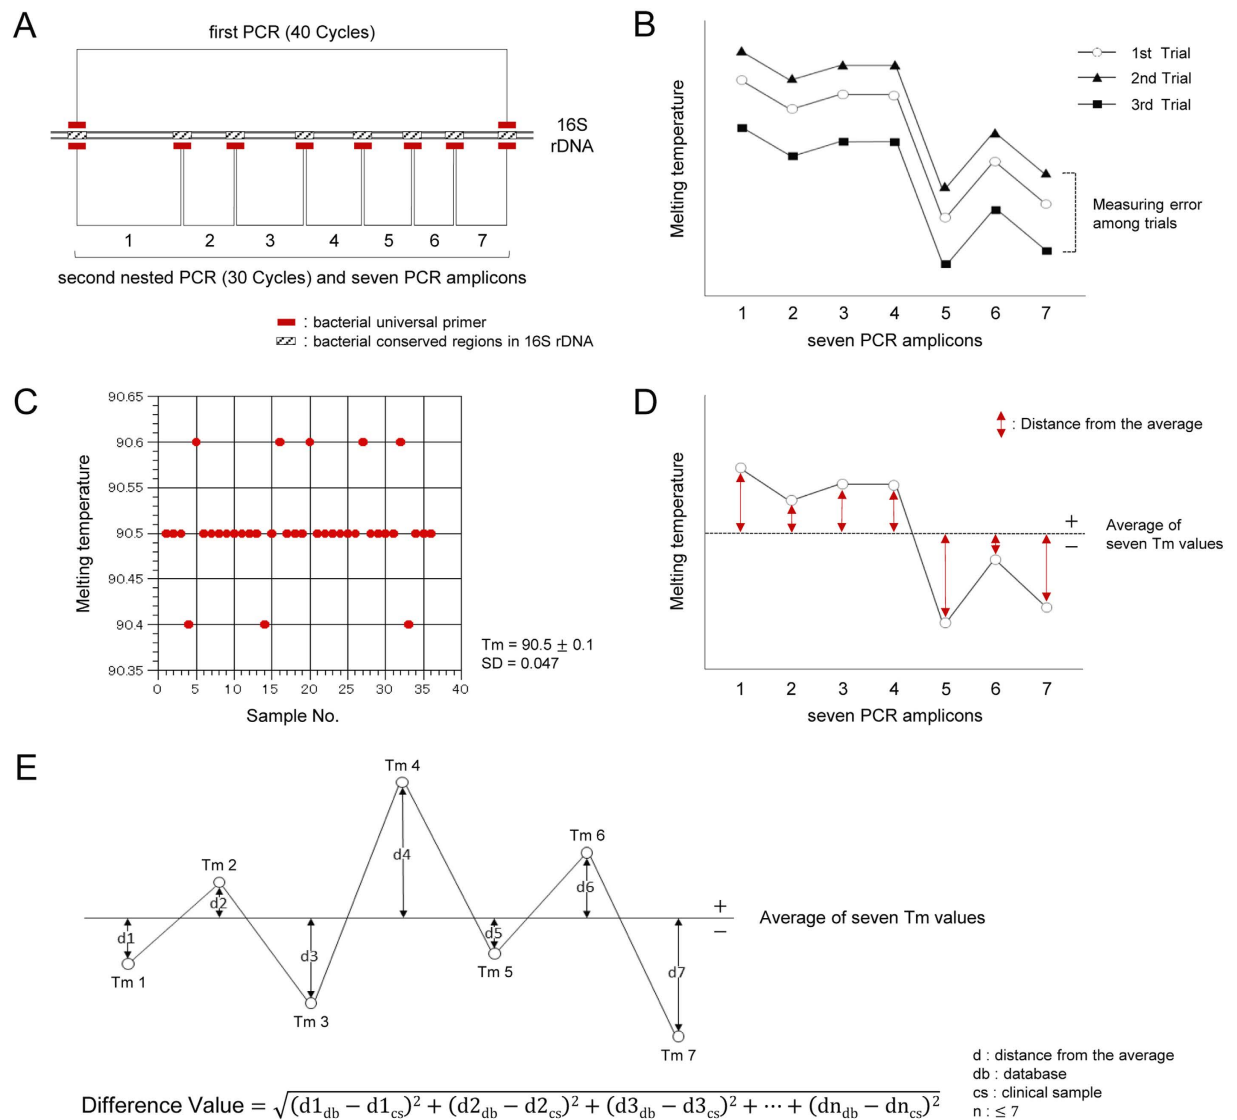 A
first PCR (40 Cycles)
16S
rDNA
1 2 3 4 5 6 7
second nested PCR (30 Cycles) and seven PCR amplicons
: bacterial universal primer
: bacterial conserved regions in 16S rDNA
B
Melting temperature
1st Trial
2nd Trial
3rd Trial
Measuring error
among trials
1 2 3 4 5 6 7
seven PCR amplicons
C
Melting temperature
90.65
90.6
90.55
90.5
90.45
90.4
90.35
0 5 10 15 20 25 30 35 40
Sample No.
Tm = 90.5 ± 0.1
SD = 0.047
D
Melting temperature
: Distance from the average
+
−
Average of
seven Tm values
1 2 3 4 5 6 7
seven PCR amplicons
E
Tm 4
Tm 6
Tm 2
d4
d6
d2
+
−
Average of seven Tm values
d1
d5
d3
d7
Tm 1
Tm 5
Tm 3
Tm 7
d : distance from the average
db : database
cs : clinical sample
n : ≤ 7
Difference Value = √(d1db − d1cs)² + (d2db − d2cs)² + (d3db − d3cs)² + ⋯ + (dndb − dncs)²